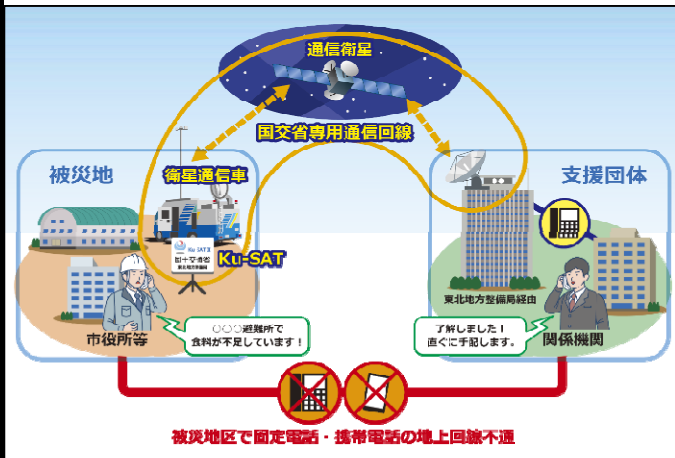 通信衛星
国交省専用通信回線
被災地
衛星通信車
支援団体
Ku-SATⅡ
国土交通省
Ku-SAT
東北地方整備局経由
市役所等
○○○避難所で
食料が不足しています！
了解しました！
直ぐに手配します。
関係機関
被災地区で固定電話・携帯電話の地上回線不通